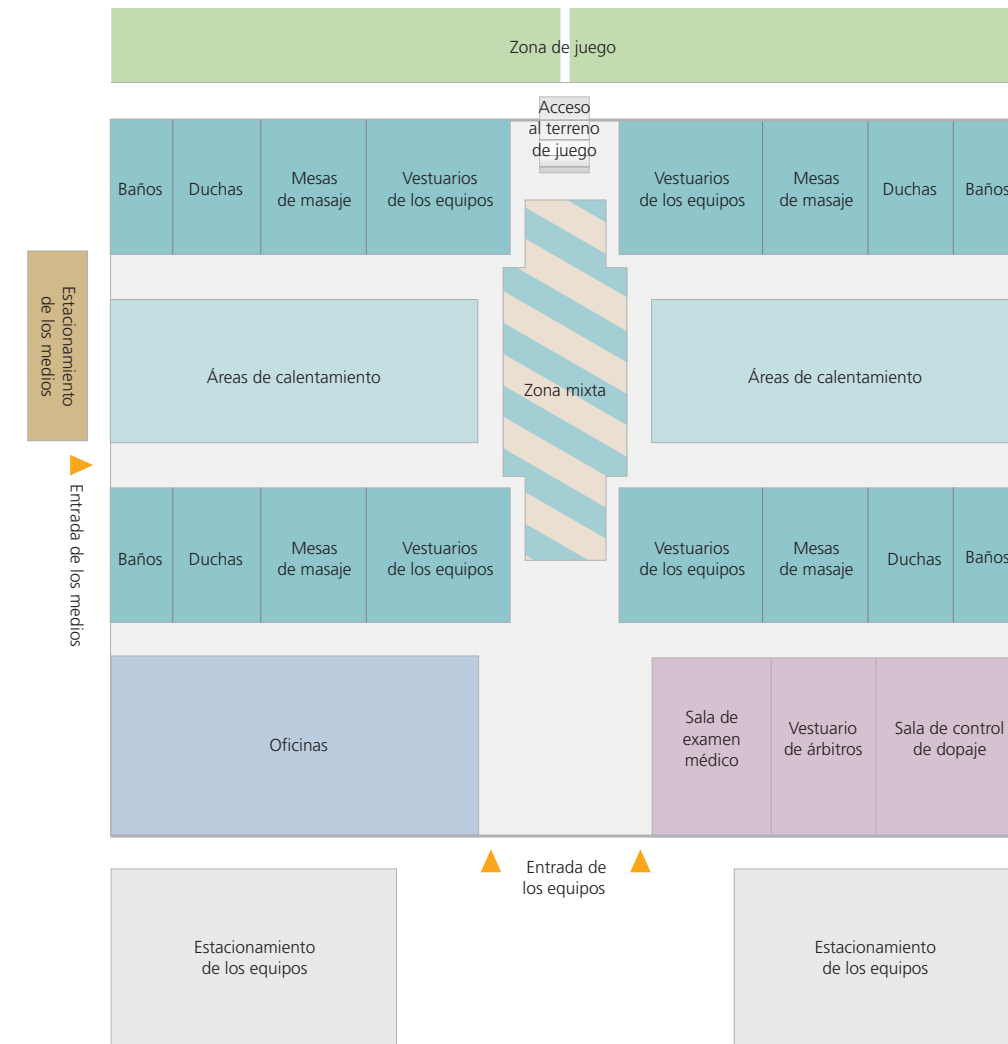 Zona de juego
Acceso
al terreno
de juego
Baños
Duchas
Mesas
de masaje
Vestuarios
de los equipos
Vestuarios
de los equipos
Mesas
de masaje
Duchas
Baños
Estacionamiento
de los medios
Áreas de calentamiento
Zona mixta
Áreas de calentamiento
Entrada de los medios
Baños
Duchas
Mesas
de masaje
Vestuarios
de los equipos
Vestuarios
de los equipos
Mesas
de masaje
Duchas
Baños
Oficinas
Sala de
examen
médico
Vestuario
de árbitros
Sala de control
de dopaje
Entrada de
los equipos
Estacionamiento
de los equipos
Estacionamiento
de los equipos